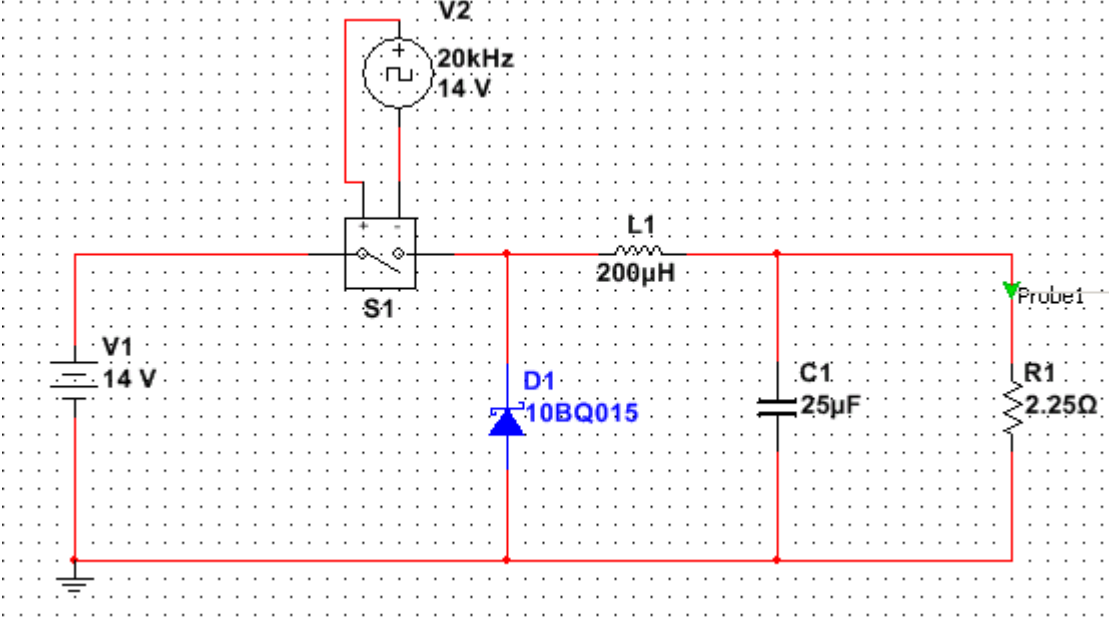 V2
+
20kHz
14 V
+ -
S1
L1
200µH
Probe1
V1
14 V
D1
10BQ015
C1
25µF
R1
2.25Ω